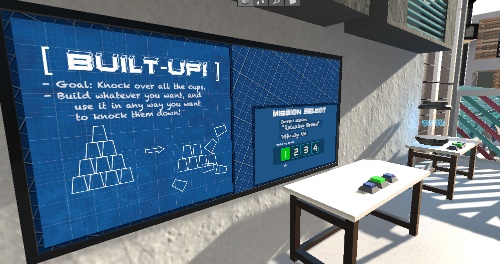 [ BUILT-UP! ]
- Goal: Knock over all the cups.
- Build whatever you want, and
use it in any way you want
to knock them down!
MISSION SELECT
1 2 3 4